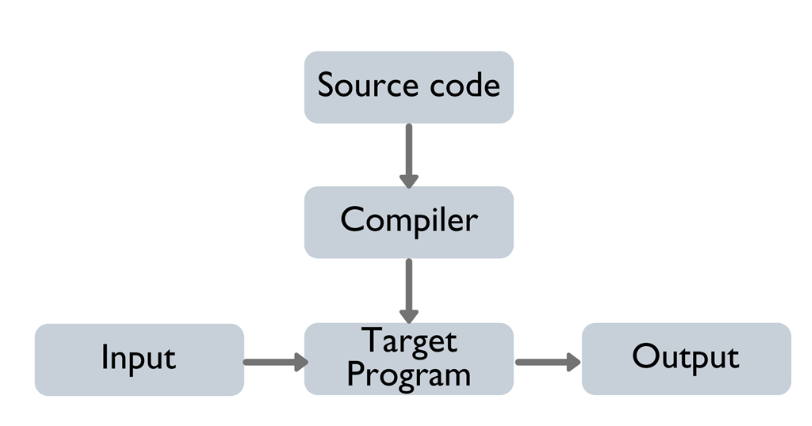 Source code
Compiler
Input
Target
Program
Output